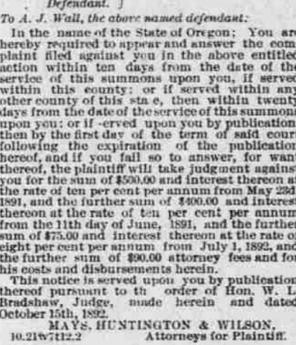 Defendant. ]
To A. J. Wall, the above named defendant:
In the name of the State of Oregon; You are
hereby required to appear and answer the com
plaint filed against you in the above entitled
action within ten days from the date of the
service of this summons upon you, if served
within this county: or if served within any
other county of this sta e, then within twenty
days from the date of the service of this summons
upon you: or if -erved upon you by publication
then by the first day of the term of said court
following the expiration of the publication
hereof, and if you fail so to answer, for want
thereof, the plaintiff will take judgment against
you for the sum of $500.00 and interest thereon at
the rate of ten per cent per annum from May 23d
1891, and the further sum of $400.00 and interest
thereon at the rate of ten per cent per annum
from the 11th day of June, 1891, and the further
sum of $75.00 and interest thereon at the rate of
eight per cent per annum from July 1, 1892, and
the further sum of $90.00 attorney fees and for
his costs and disbursements herein.
This notice is served upon you by publication
thereof pursuant to th order of Hon. W. L.
Bradshaw, Judge, made herein and dated
October 15th, 1892.
MAYS, HUNTINGTON & WILSON,
Attorneys for Plaintiff.